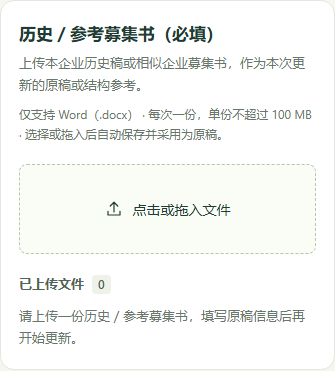 历史 / 参考募集书（必填）
上传本企业历史稿或相似企业募集书，作为本次更
新的原稿或结构参考。
仅支持 Word（.docx） · 每次一份，单份不超过 100 MB
· 选择或拖入后自动保存并采用为原稿。
点击或拖入文件
已上传文件 0
请上传一份历史 / 参考募集书，填写原稿信息后再
开始更新。